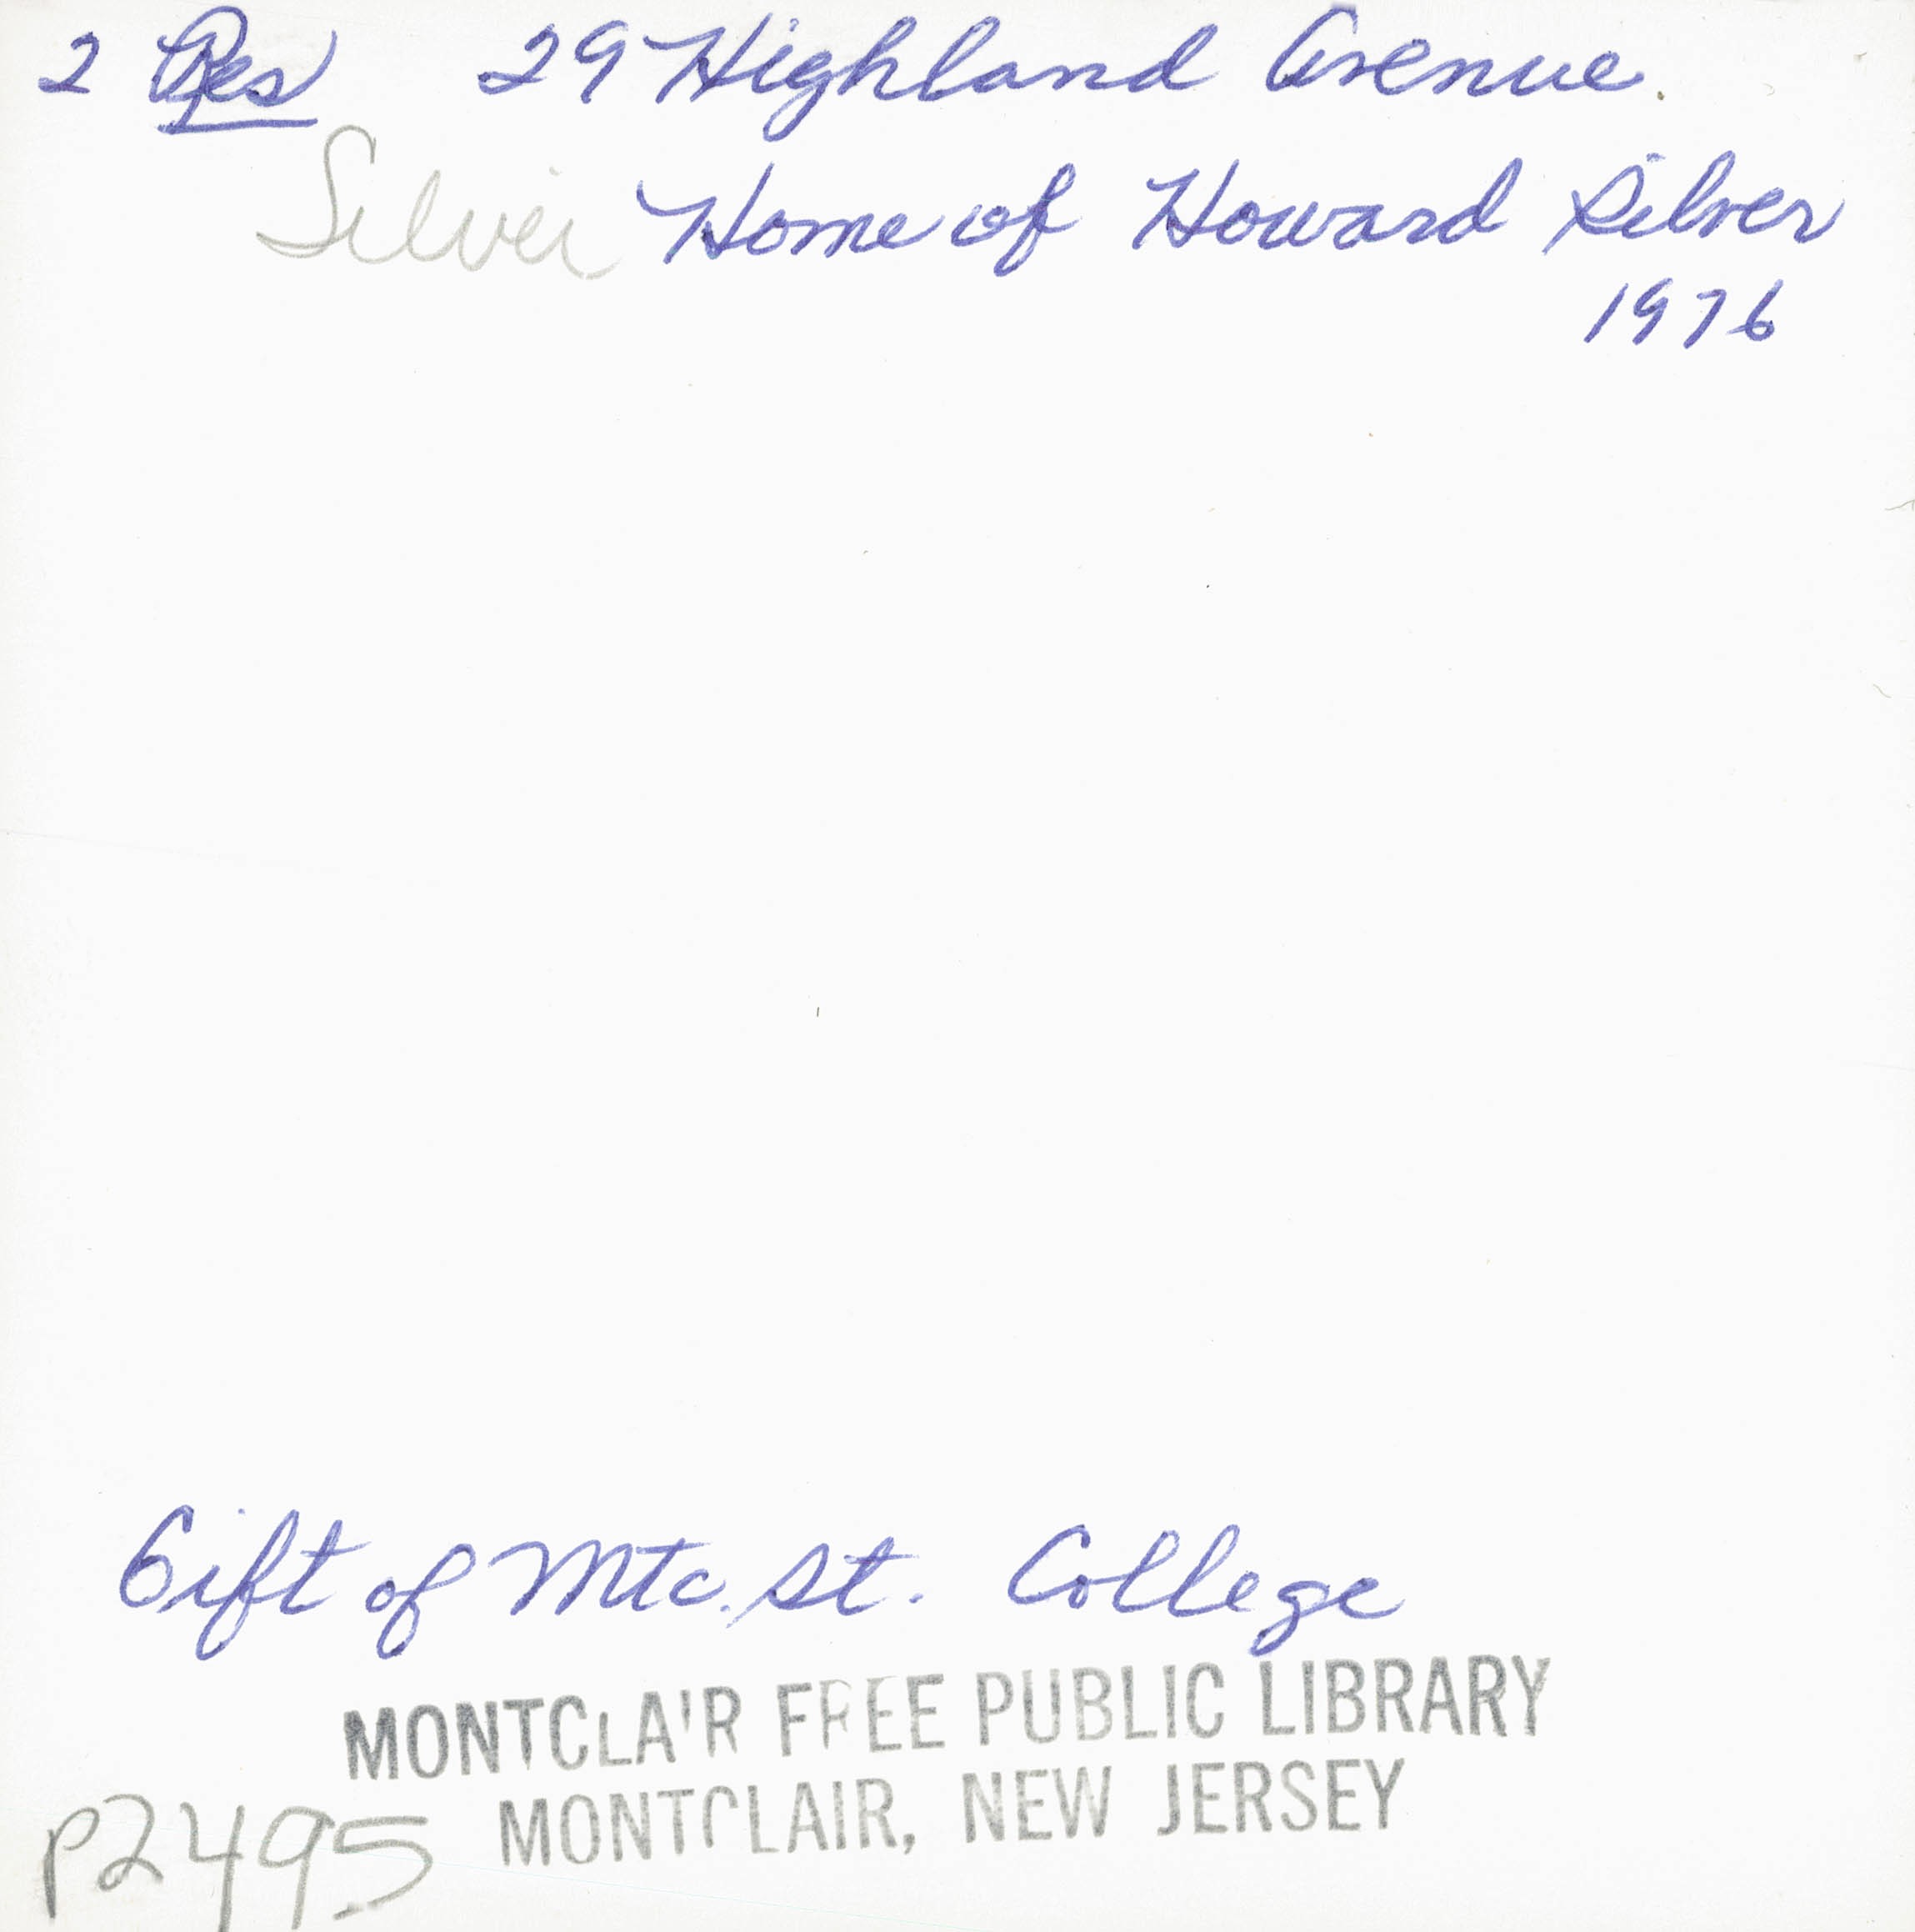 2 Res 29 Highland Avenue.
Silver Home of Howard Silver
1976
Gift of Mtc. St. College
MONTCLAIR FREE PUBLIC LIBRARY
MONTCLAIR, NEW JERSEY
P2495